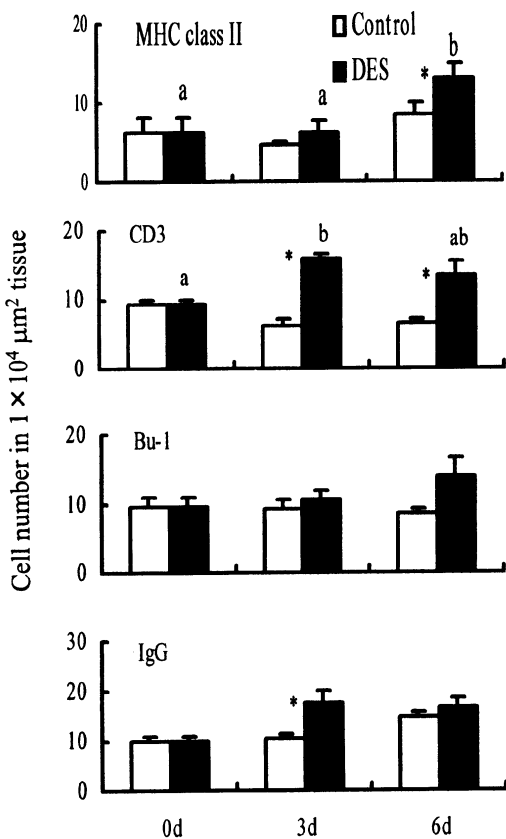 MHC class II
Control
DES
20
10
0
a
a
*
b
CD3
20
10
0
a
*
b
*
ab
Bu-1
20
10
0
IgG
30
20
10
0
*
0d
3d
6d
Cell number in 1 × 10⁴ μm² tissue